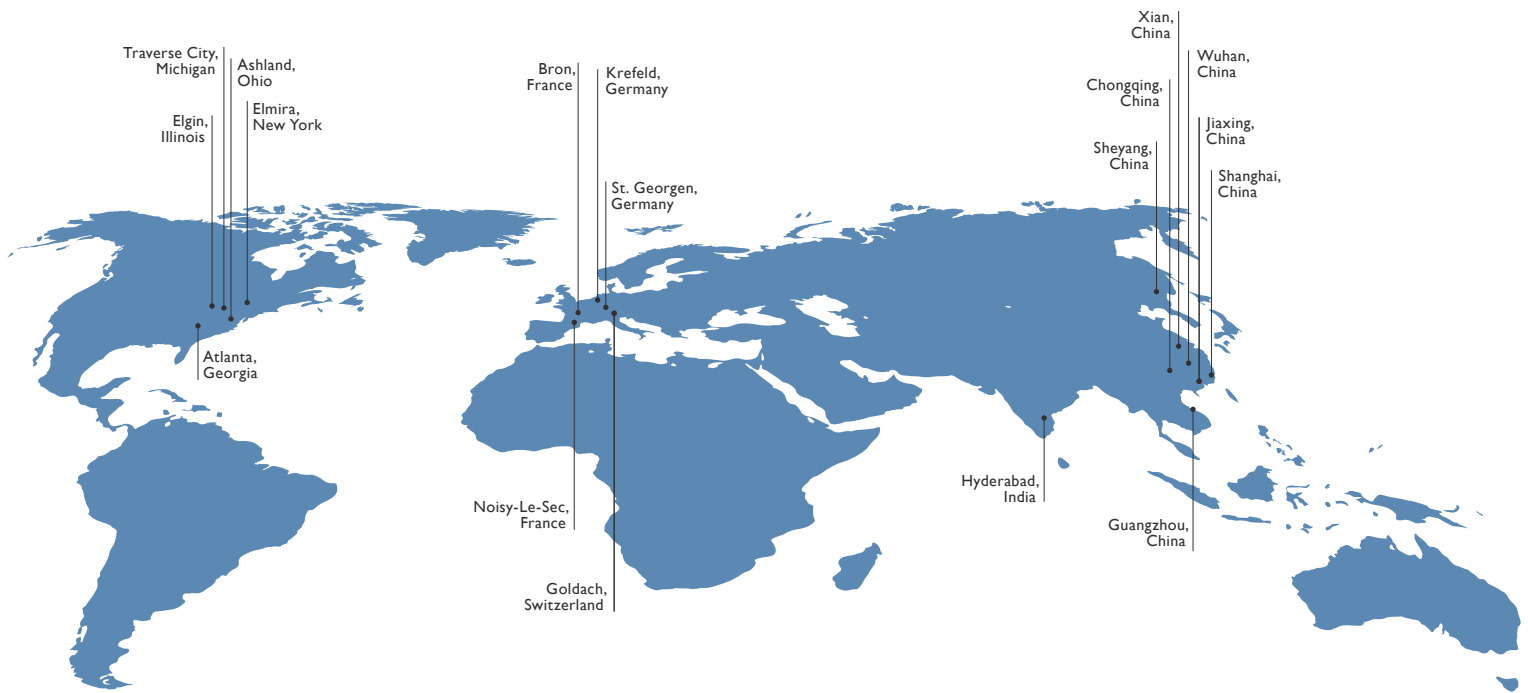 Traverse City,
Michigan
Ashland,
Ohio
Elgin,
Illinois
Elmira,
New York
Atlanta,
Georgia
Bron,
France
Krefeld,
Germany
St. Georgen,
Germany
Noisy-Le-Sec,
France
Goldach,
Switzerland
Xian,
China
Wuhan,
China
Chongqing,
China
Jiaxing,
China
Sheyang,
China
Shanghai,
China
Hyderabad,
India
Guangzhou,
China